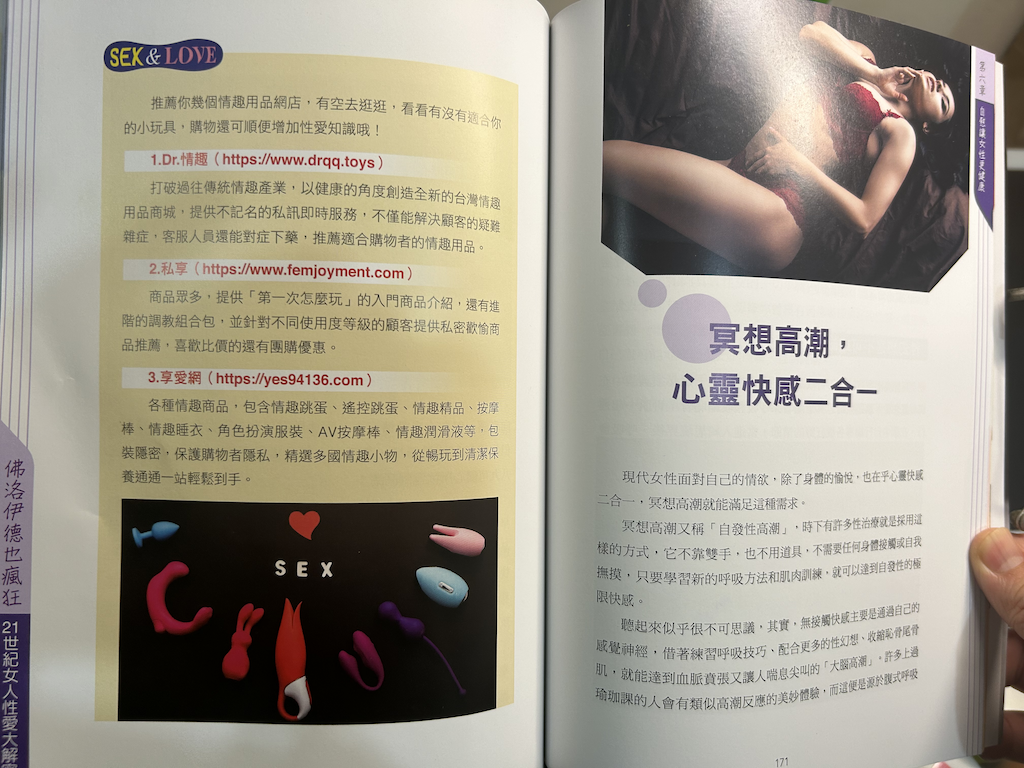 SEX & LOVE
推薦你幾個情趣用品網店，有空去逛逛，看看有沒有適合你
的小玩具，購物還可順便增加性愛知識哦！
1.Dr.情趣（https://www.drqq.toys）
打破過往傳統情趣產業，以健康的角度創造全新的台灣情趣
用品商城，提供不記名的私訊即時服務，不僅能解決顧客的疑難
雜症，客服人員還能對症下藥，推薦適合購物者的情趣用品。
2.私享（https://www.femjoyment.com）
商品眾多，提供「第一次怎麼玩」的入門商品介紹，還有進
階的調教組合包，並針對不同使用度等級的顧客提供私密歡愉商
品推薦，喜歡比價的還有團購優惠。
3.享愛網（https://yes94136.com）
各種情趣商品，包含情趣跳蛋、遙控跳蛋、情趣精品、按摩
棒、情趣睡衣、角色扮演服裝、AV按摩棒、情趣潤滑液等，包
裝隱密，保護購物者隱私，精選多國情趣小物，從暢玩到清潔保
養通通一站輕鬆到手。
SEX
佛洛伊德也瘋狂
21世紀女人性愛大解
第六章
自慰讓女性更健康
冥想高潮，
心靈快感二合一
現代女性面對自己的情欲，除了身體的愉悅，也在乎心靈快感
二合一，冥想高潮就能滿足這種需求。
冥想高潮又稱「自發性高潮」，時下有許多性治療就是採用這
樣的方式，它不靠雙手，也不用道具，不需要任何身體接觸或自我
撫摸，只要學習新的呼吸方法和肌肉訓練，就可以達到自發性的極
限快感。
聽起來似乎很不可思議，其實，無接觸快感主要是通過自己的
感覺神經，借著練習呼吸技巧、配合更多的性幻想、收縮恥骨尾骨
肌，就能達到血脈賁張又讓人喘息尖叫的「大腦高潮」。許多上過
瑜珈課的人會有類似高潮反應的美妙體驗，而這便是源於腹式呼吸
171